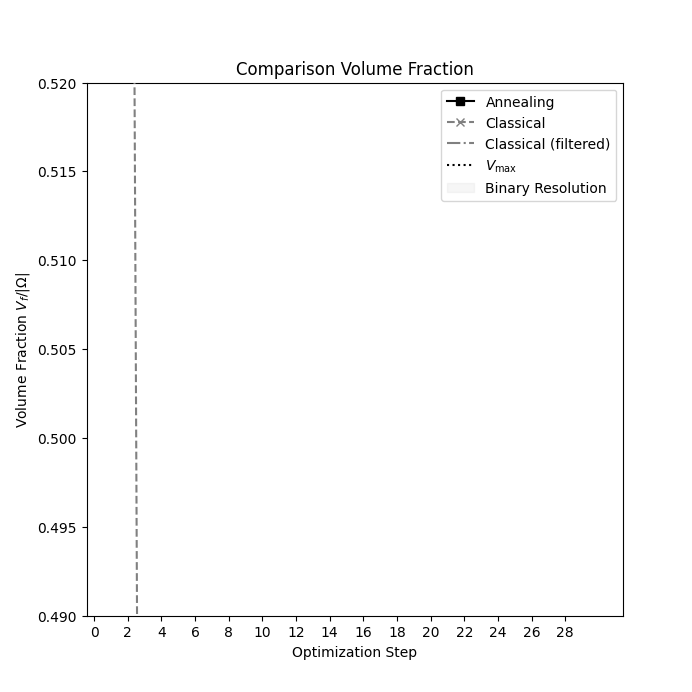 Comparison Volume Fraction
0.520
0.515
0.510
0.505
0.500
0.495
0.490
Volume Fraction V_f/|Ω|
Annealing
Classical
Classical (filtered)
V_max
Binary Resolution
0 2 4 6 8 10 12 14 16 18 20 22 24 26 28
Optimization Step